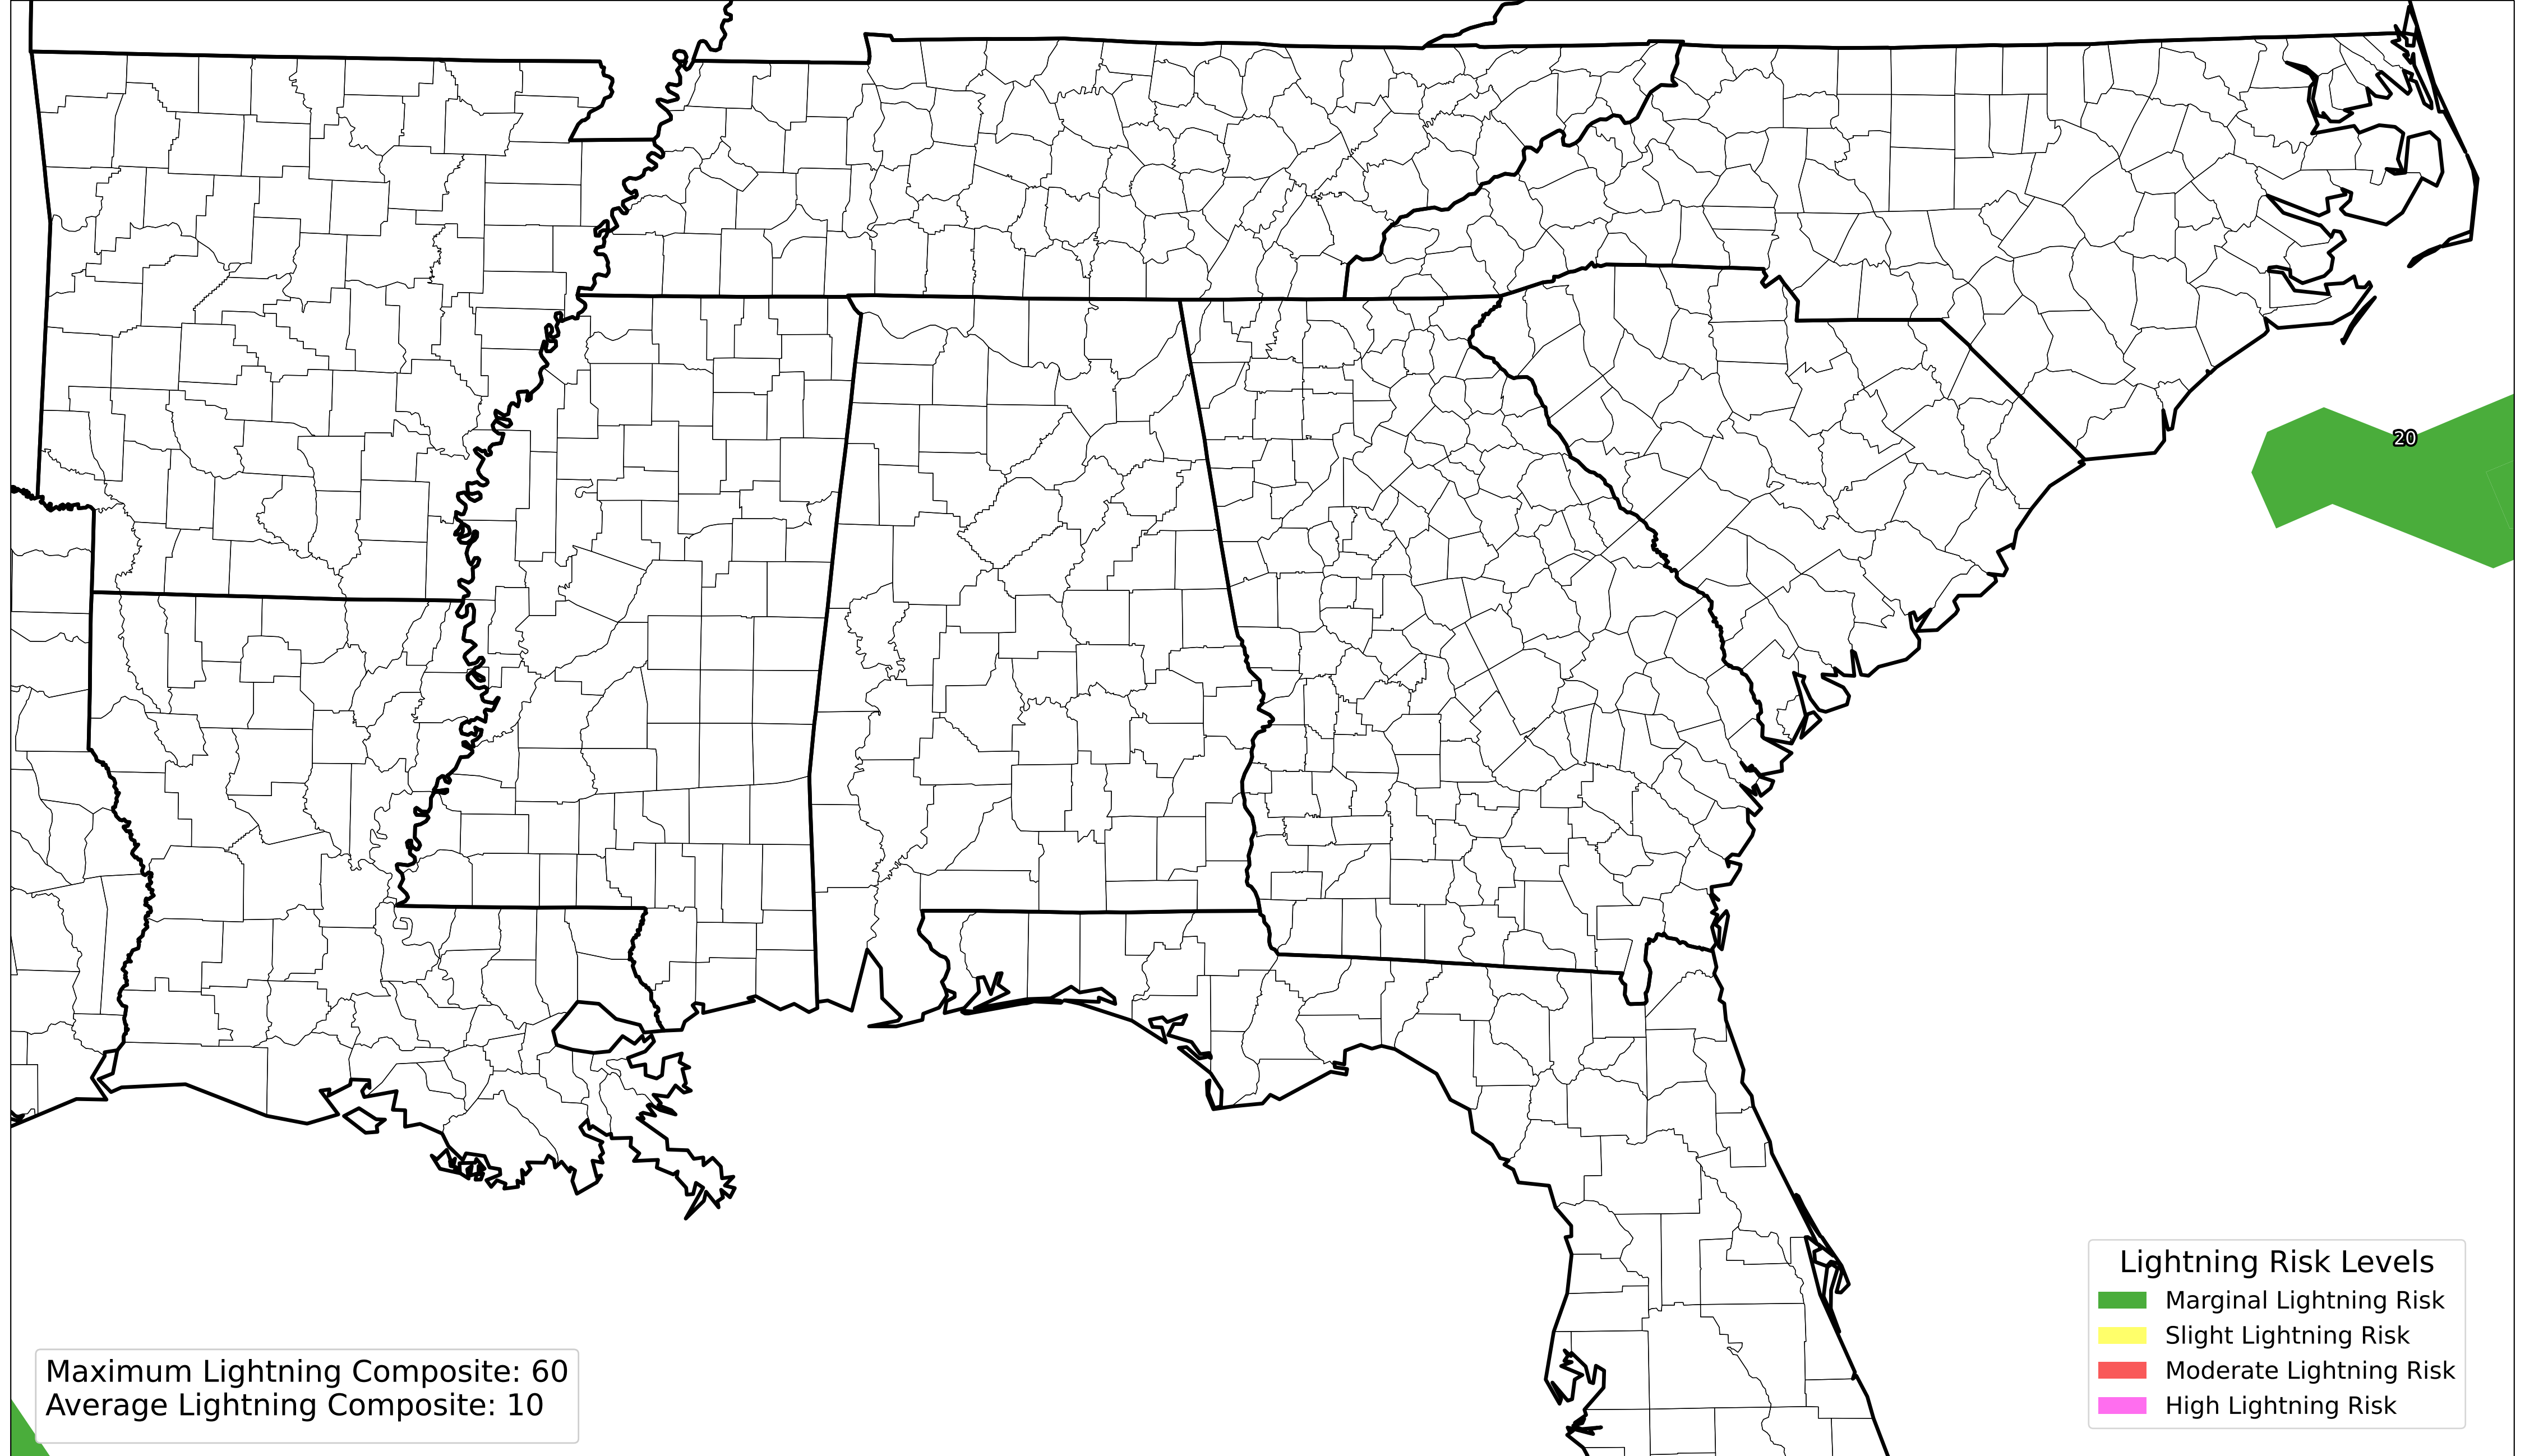 20
Lightning Risk Levels
Marginal Lightning Risk
Slight Lightning Risk
Moderate Lightning Risk
High Lightning Risk
Maximum Lightning Composite: 60
Average Lightning Composite: 10